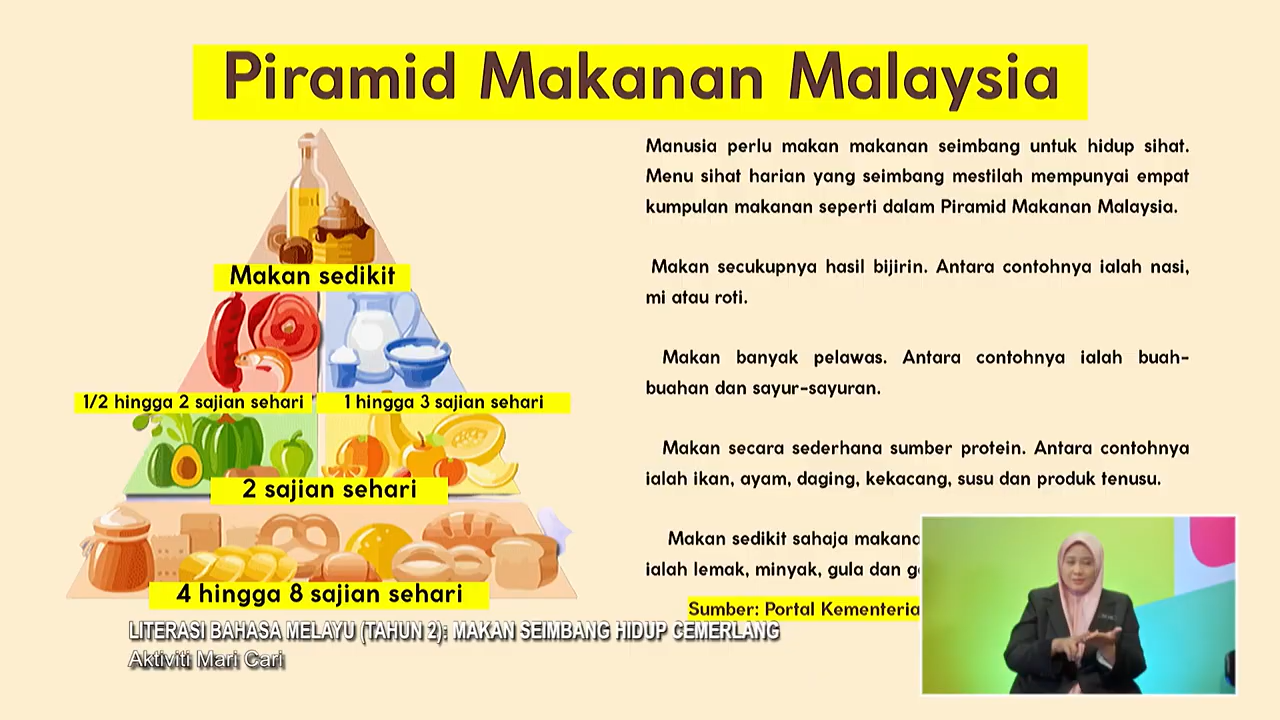 Piramid Makanan Malaysia
Makan sedikit
1/2 hingga 2 sajian sehari
1 hingga 3 sajian sehari
2 sajian sehari
4 hingga 8 sajian sehari
Manusia perlu makan makanan seimbang untuk hidup sihat.
Menu sihat harian yang seimbang mestilah mempunyai empat
kumpulan makanan seperti dalam Piramid Makanan Malaysia.
Makan secukupnya hasil bijirin. Antara contohnya ialah nasi,
mi atau roti.
Makan banyak pelawas. Antara contohnya ialah buah-
buahan dan sayur-sayuran.
Makan secara sederhana sumber protein. Antara contohnya
ialah ikan, ayam, daging, kekacang, susu dan produk tenusu.
Makan sedikit sahaja
ialah lemak, minyak, gula dan
Sumber: Portal
LITERASI BAHASA MELAYU (TAHUN 2): MAKAN SEIMBANG HIDUP CEMERLANG
Aktiviti Mari Cari